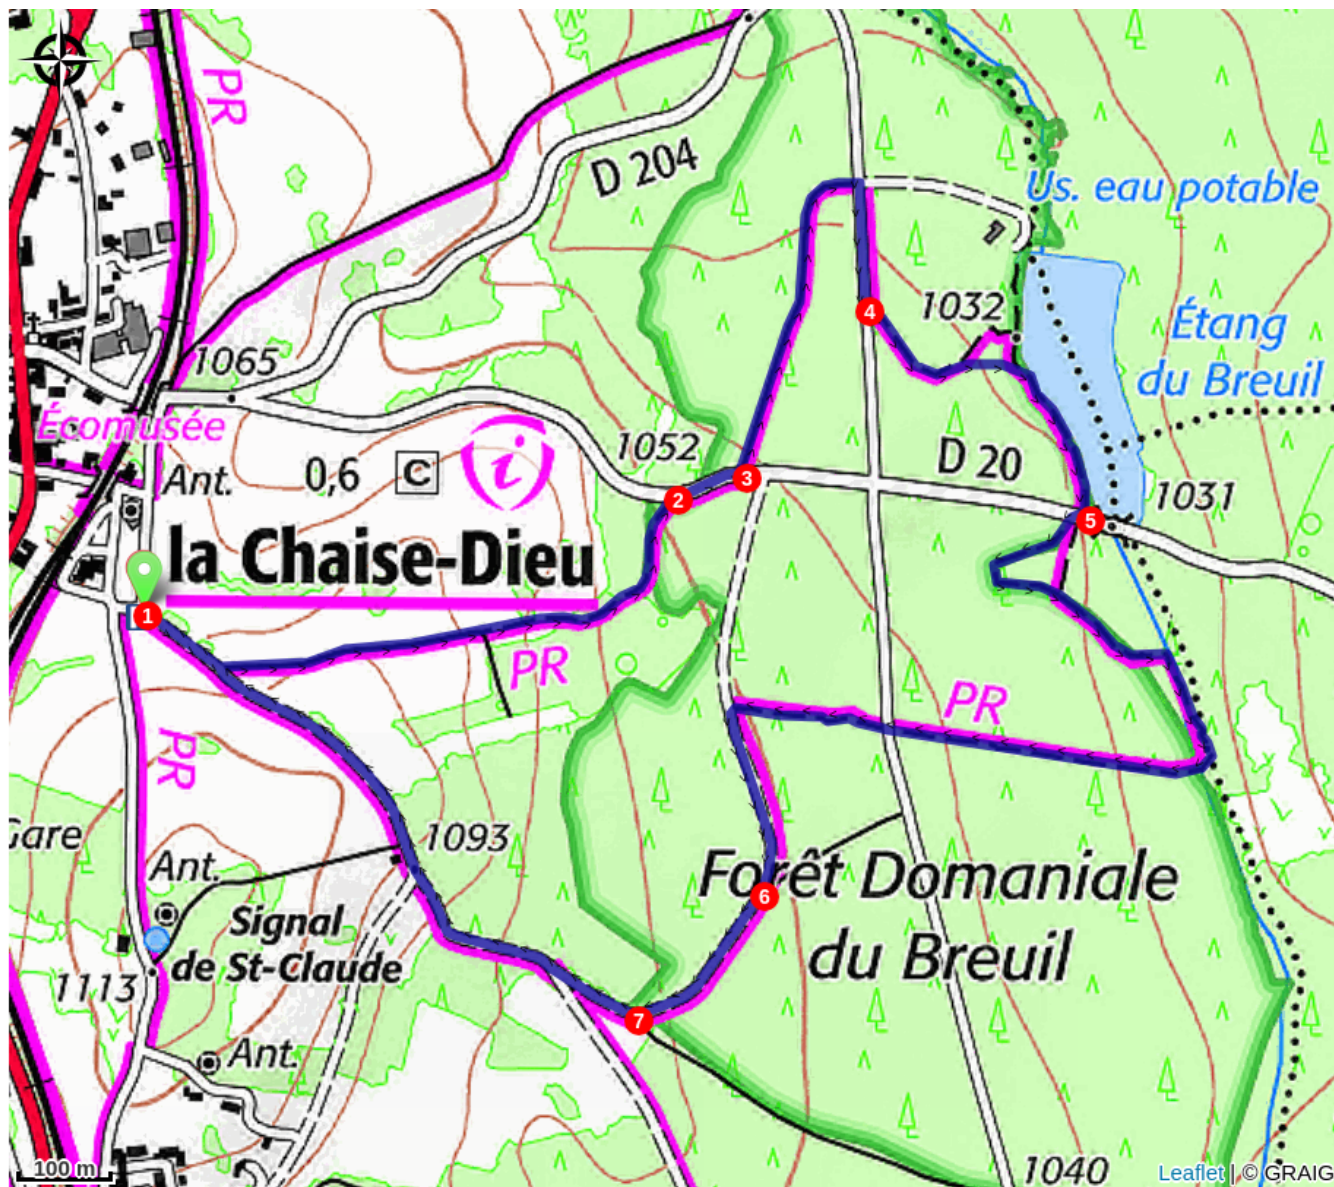 PR
D 204
Us. eau potable
1065
1032
4
Étang
du Breuil
Écomusée
Ant.
0,6
C
i
1052
3
2
D 20
1031
5
la Chaise-Dieu
1
PR
PR
PR
Gare
1093
Ant.
Forêt Domaniale
du Breuil
6
Signal
de St-Claude
1113
7
Ant.
100 m
1040
Leaflet | © GRAIG